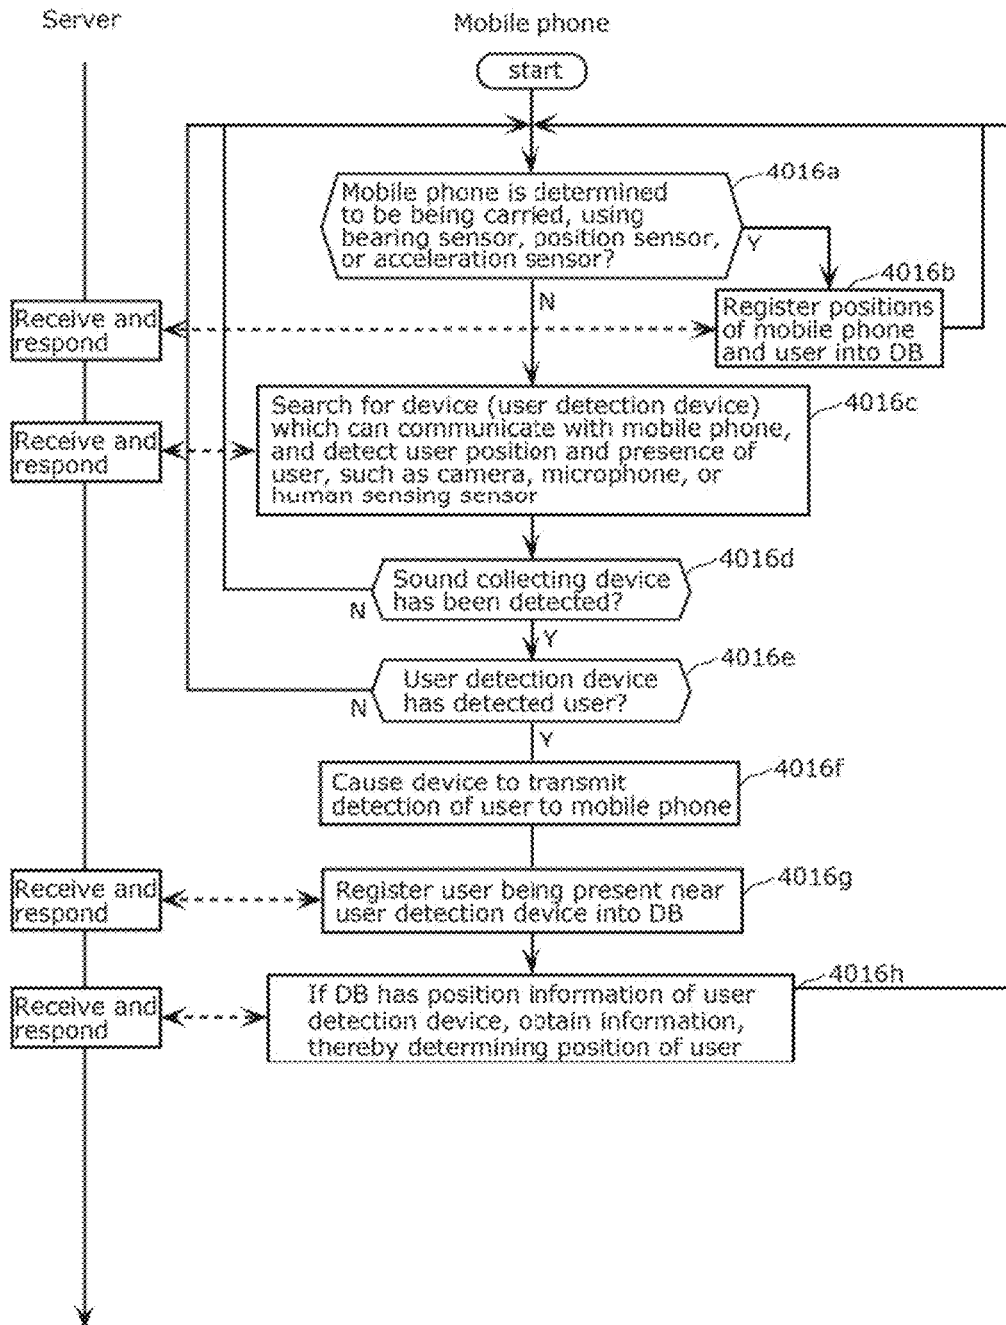 Server
Mobile phone
start
Mobile phone is determined
to be being carried, using
bearing sensor, position sensor,
or acceleration sensor?
4016a
Y
N
4016b
Register positions
of mobile phone
and user into DB
Receive and
respond
Search for device (user detection device)
which can communicate with mobile phone,
and detect user position and presence of
user, such as camera, microphone, or
human sensing sensor
4016c
Receive and
respond
Sound collecting device
has been detected?
4016d
N
Y
User detection device
has detected user?
4016e
N
Y
Cause device to transmit
detection of user to mobile phone
4016f
Receive and
respond
Register user being present near
user detection device into DB
4016g
Receive and
respond
If DB has position information of user
detection device, obtain information,
thereby determining position of user
4016h